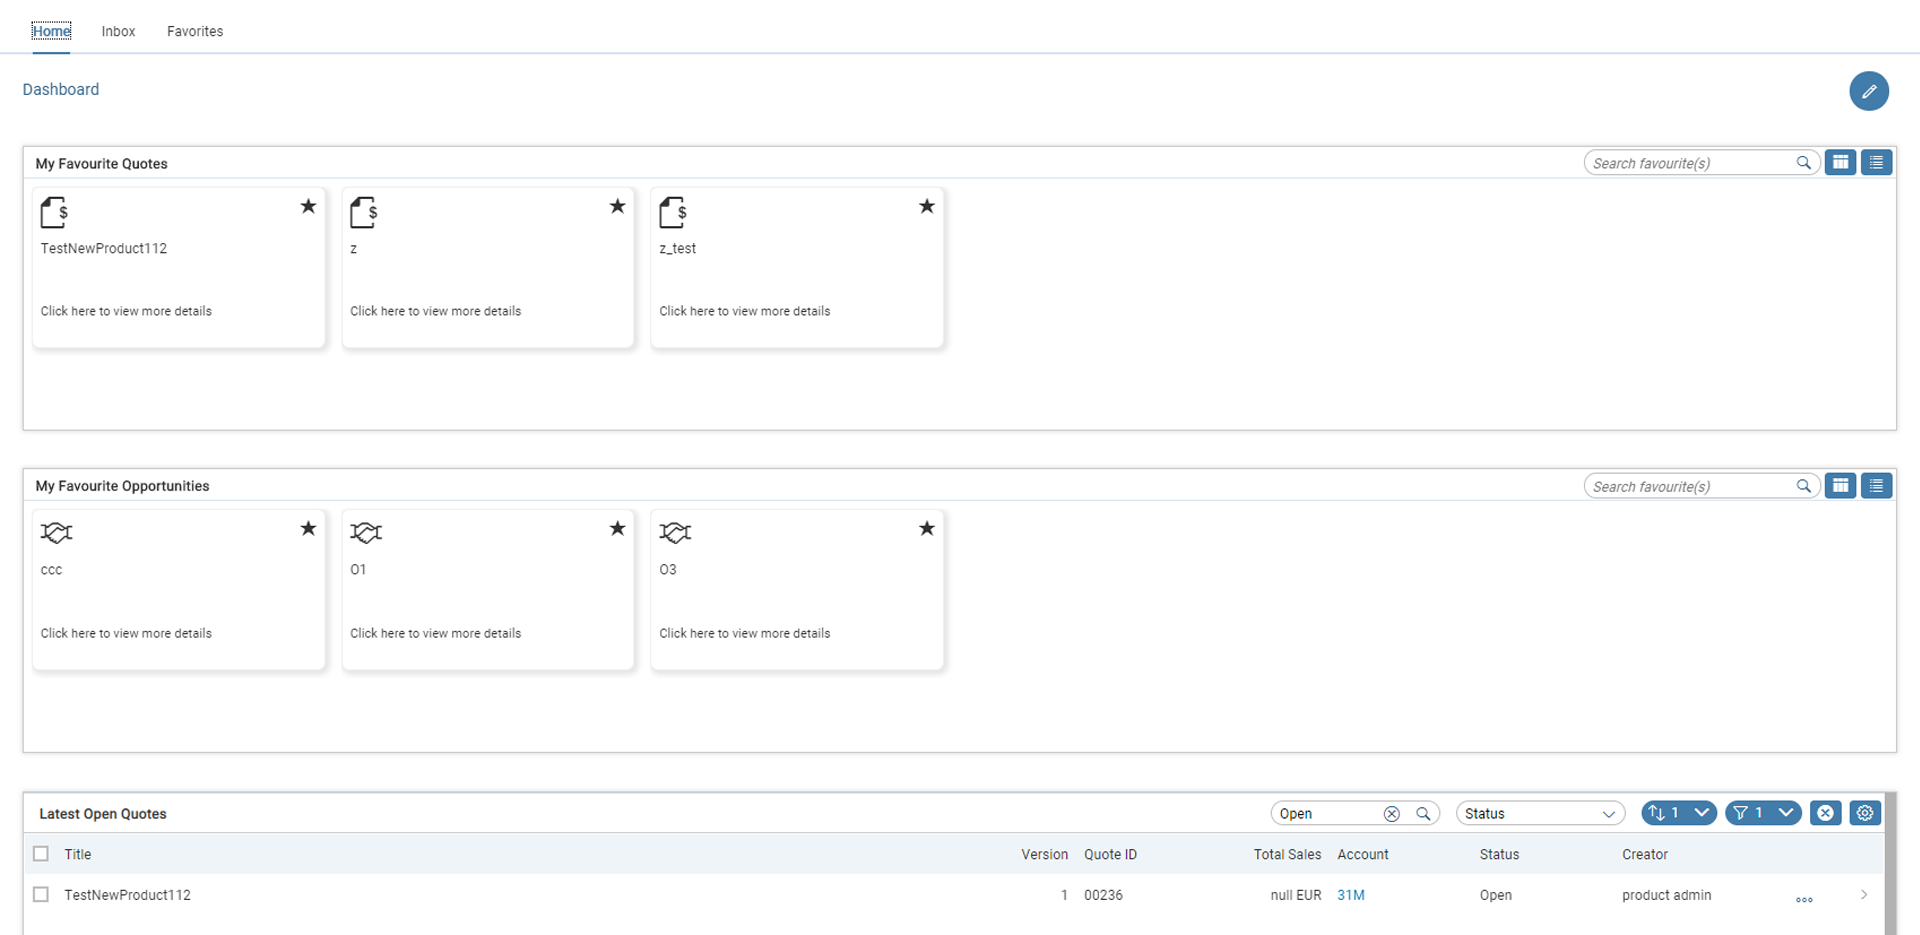 Home Inbox Favorites
Dashboard
My Favourite Quotes Search favourite(s)
$ $ $
TestNewProduct112 z z_test
Click here to view more details Click here to view more details Click here to view more details
My Favourite Opportunities Search favourite(s)
ccc O1 O3
Click here to view more details Click here to view more details Click here to view more details
Latest Open Quotes Open Status 1 1
Title Version Quote ID Total Sales Account Status Creator
TestNewProduct112 1 00236 null EUR 31M Open product admin